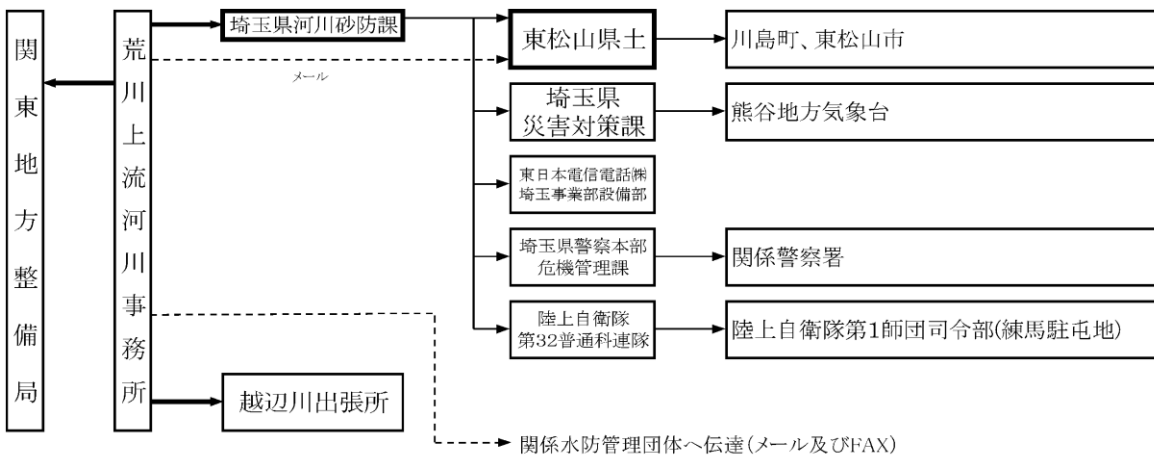 関東地方整備局
荒川上流河川事務所
埼玉県河川砂防課
メール
東松山県土
川島町、東松山市
埼玉県
災害対策課
熊谷地方気象台
東日本電信電話㈱
埼玉事業部設備部
埼玉県警察本部
危機管理課
関係警察署
陸上自衛隊
第32普通科連隊
陸上自衛隊第1師団司令部(練馬駐屯地)
越辺川出張所
関係水防管理団体へ伝達(メール及びFAX)